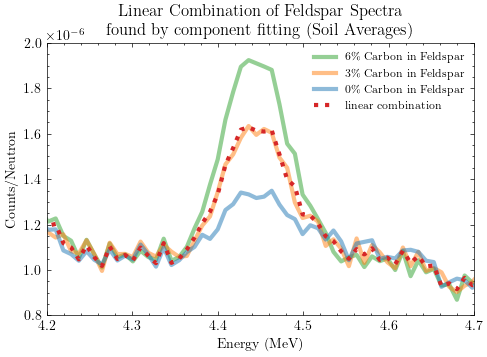 Linear Combination of Feldspar Spectra
found by component fitting (Soil Averages)
×10⁻⁶
2.0
1.8
1.6
1.4
1.2
1.0
0.8
Counts/Neutron
6% Carbon in Feldspar
3% Carbon in Feldspar
0% Carbon in Feldspar
linear combination
4.2 4.3 4.4 4.5 4.6 4.7
Energy (MeV)